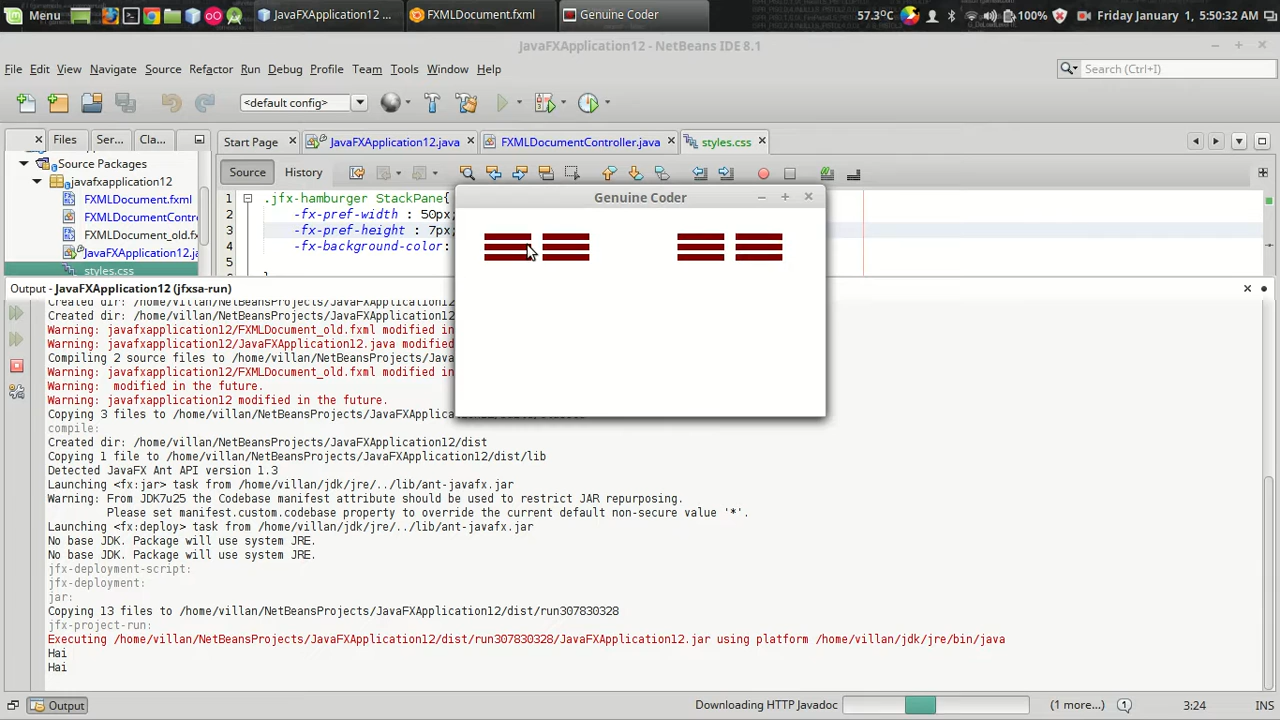 Menu
JavaFXApplication12 ...
FXMLDocument.fxml
Genuine Coder
57.3°C
100%
Friday January 1, 5:50:32 PM
JavaFXApplication12 - NetBeans IDE 8.1
File Edit View Navigate Source Refactor Run Debug Profile Team Tools Window Help
Search (Ctrl+I)
<default config>
Files Ser... Cla...
Start Page JavaFXApplication12.java FXMLDocumentController.java styles.css
Source Packages
javafxapplication12
FXMLDocument.fxml
FXMLDocumentContro
FXMLDocument_old.fx
JavaFXApplication12.ja
styles.css
Source History
1 .jfx-hamburger StackPane{
2 -fx-pref-width : 50px;
3 -fx-pref-height : 7px;
4 -fx-background-color:
5
}
Genuine Coder
Output - JavaFXApplication12 (jfxsa-run)
Created dir: /home/villan/NetBeansProjects/JavaFXApplication12
Created dir: /home/villan/NetBeansProjects/JavaFXApplication12
Warning: javafxapplication12/FXMLDocument_old.fxml modified in
Warning: javafxapplication12/JavaFXApplication12.java modified
Compiling 2 source files to /home/villan/NetBeansProjects/Java
Warning: javafxapplication12/FXMLDocument_old.fxml modified in
Warning:  modified in the future.
Warning: javafxapplication12 modified in the future.
Copying 3 files to /home/villan/NetBeansProjects/JavaFXApplication12/
compile:
Created dir: /home/villan/NetBeansProjects/JavaFXApplication12/dist
Copying 1 file to /home/villan/NetBeansProjects/JavaFXApplication12/dist/lib
Detected JavaFX Ant API version 1.3
Launching <fx:jar> task from /home/villan/jdk/jre/../lib/ant-javafx.jar
Warning: From JDK7u25 the Codebase manifest attribute should be used to restrict JAR repurposing.
Please set manifest.custom.codebase property to override the current default non-secure value '*'.
Launching <fx:deploy> task from /home/villan/jdk/jre/../lib/ant-javafx.jar
No base JDK. Package will use system JRE.
No base JDK. Package will use system JRE.
jfx-deployment-script:
jfx-deployment:
jar:
Copying 13 files to /home/villan/NetBeansProjects/JavaFXApplication12/dist/run307830328
jfx-project-run:
Executing /home/villan/NetBeansProjects/JavaFXApplication12/dist/run307830328/JavaFXApplication12.jar using platform /home/villan/jdk/jre/bin/java
Hai
Hai
Output
Downloading HTTP Javadoc
(1 more...)
1
3:24
INS